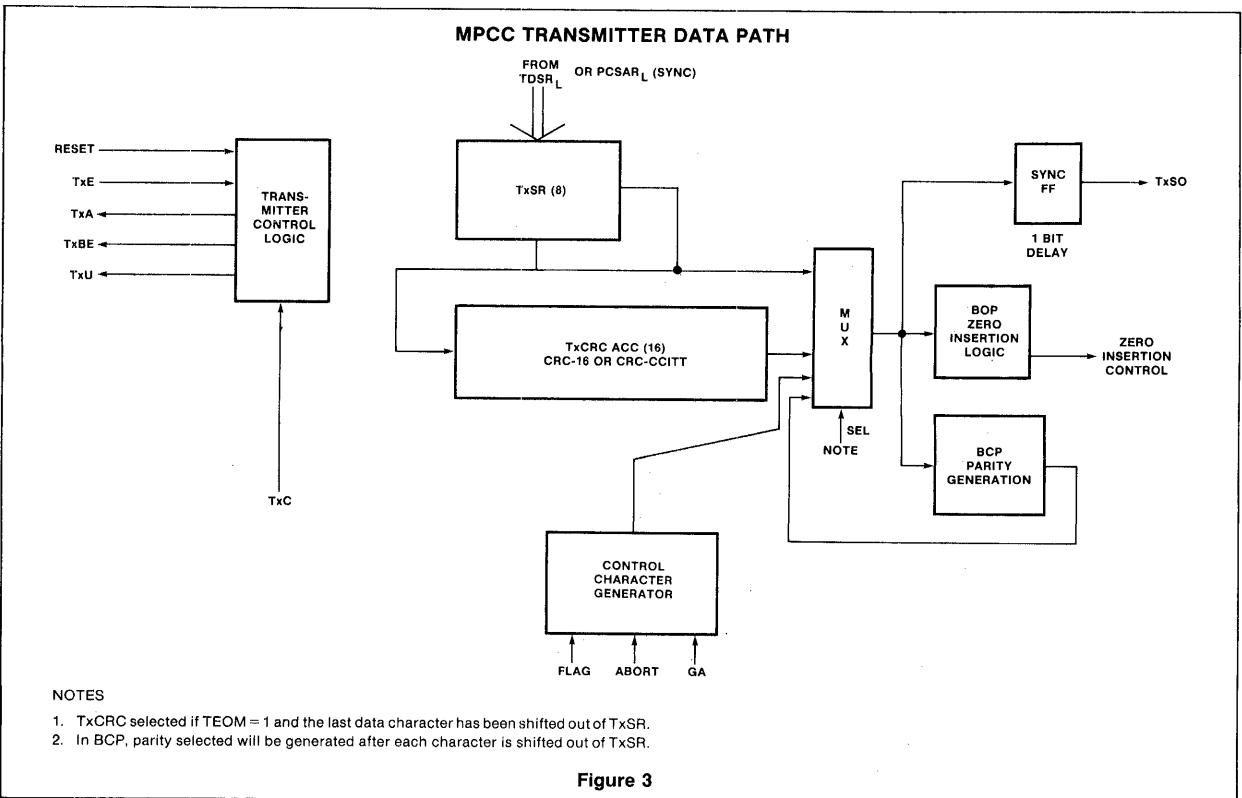 MPCC TRANSMITTER DATA PATH
FROM
TDSRL OR PCSARL (SYNC)
RESET
TxE
TxA
TxBE
TxU
TRANS-
MITTER
CONTROL
LOGIC
TxC
TxSR (8)
TxCRC ACC (16)
CRC-16 OR CRC-CCITT
M
U
X
SEL
NOTE
SYNC
FF
1 BIT
DELAY
TxSO
BOP
ZERO
INSERTION
LOGIC
ZERO
INSERTION
CONTROL
BCP
PARITY
GENERATION
CONTROL
CHARACTER
GENERATOR
FLAG ABORT GA
NOTES
1. TxCRC selected if TEOM = 1 and the last data character has been shifted out of TxSR.
2. In BCP, parity selected will be generated after each character is shifted out of TxSR.
Figure 3